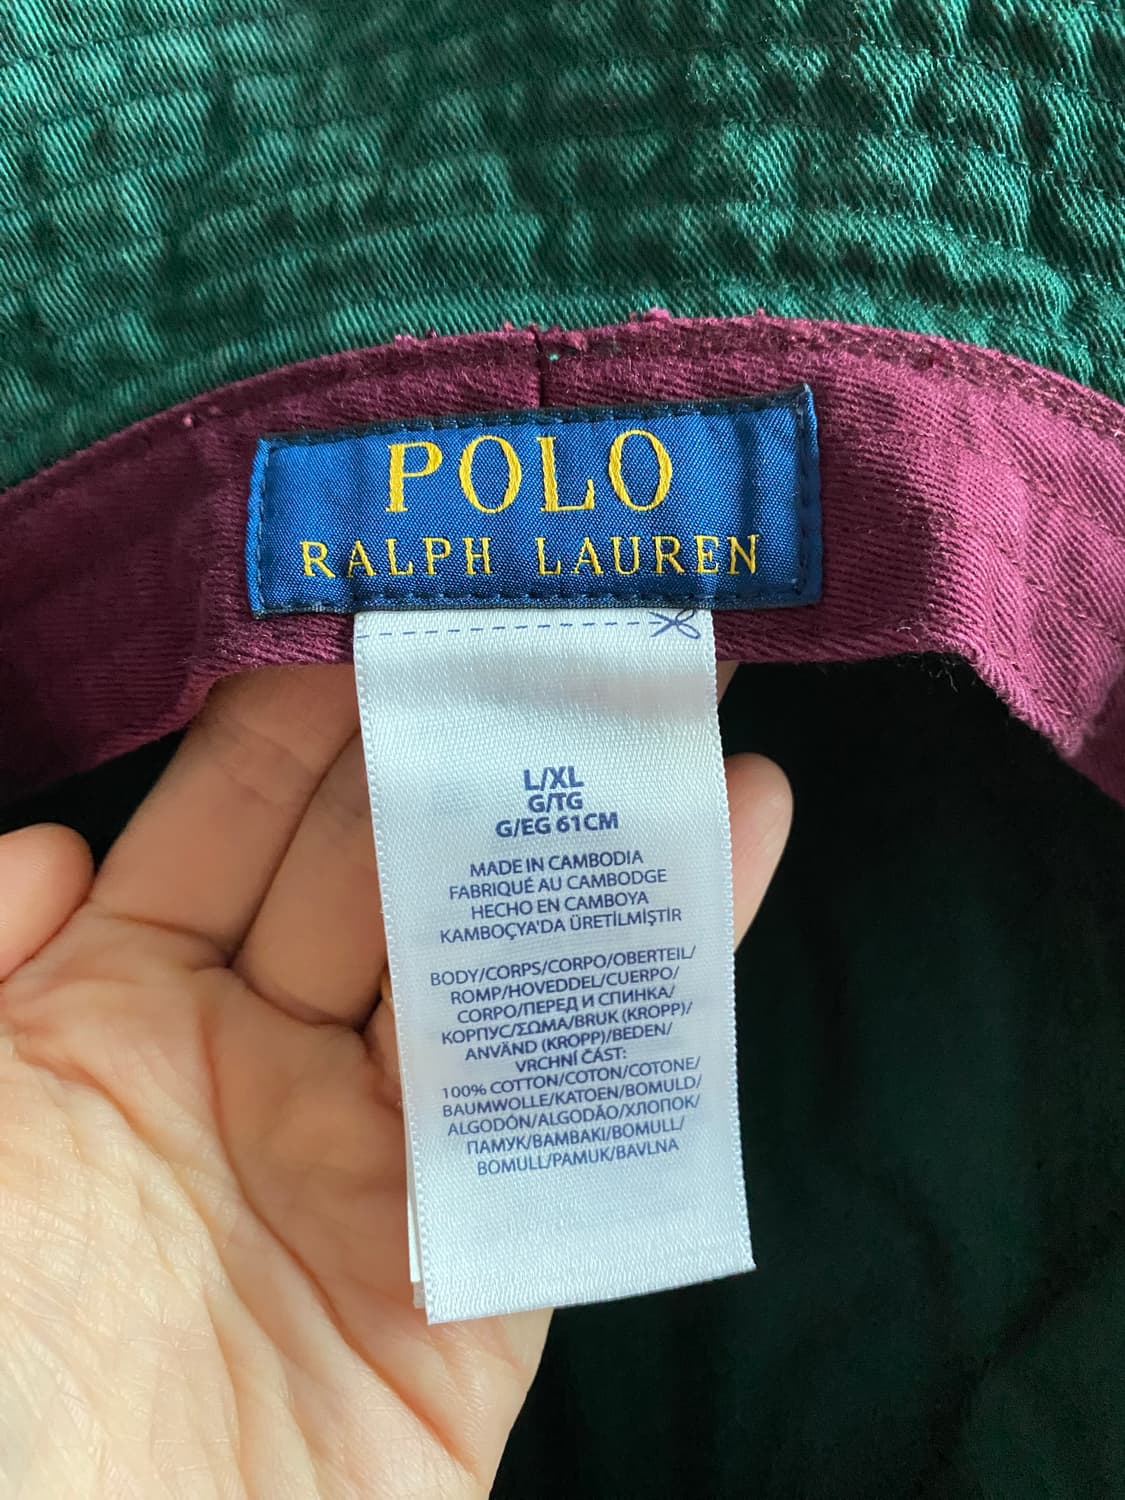 POLO
RALPH LAUREN
L/XL
G/TG
G/EG 61CM
MADE IN CAMBODIA
FABRIQUÉ AU CAMBODGE
HECHO EN CAMBOYA
KAMBOÇYA'DA ÜRETİLMİŞTİR
BODY/CORPS/CORPO/OBERTEIL/
ROMP/HOVEDDEL/CUERPO/
CORPO/ПЕРЕД И СПИНКА/
КОРПУС/ΣΩΜΑ/BRUK (KROPP)/
ANVÄND (KROPP)/BEDEN/
VRCHNÍ ČÁST:
100% COTTON/COTON/COTONE/
BAUMWOLLE/KATOEN/BOMULD/
ALGODÓN/ALGODÃO/ХЛОПОК/
ПАМУК/ΒΑΜΒΑΚΙ/BOMULL/
BOMULL/PAMUK/BAVLNA